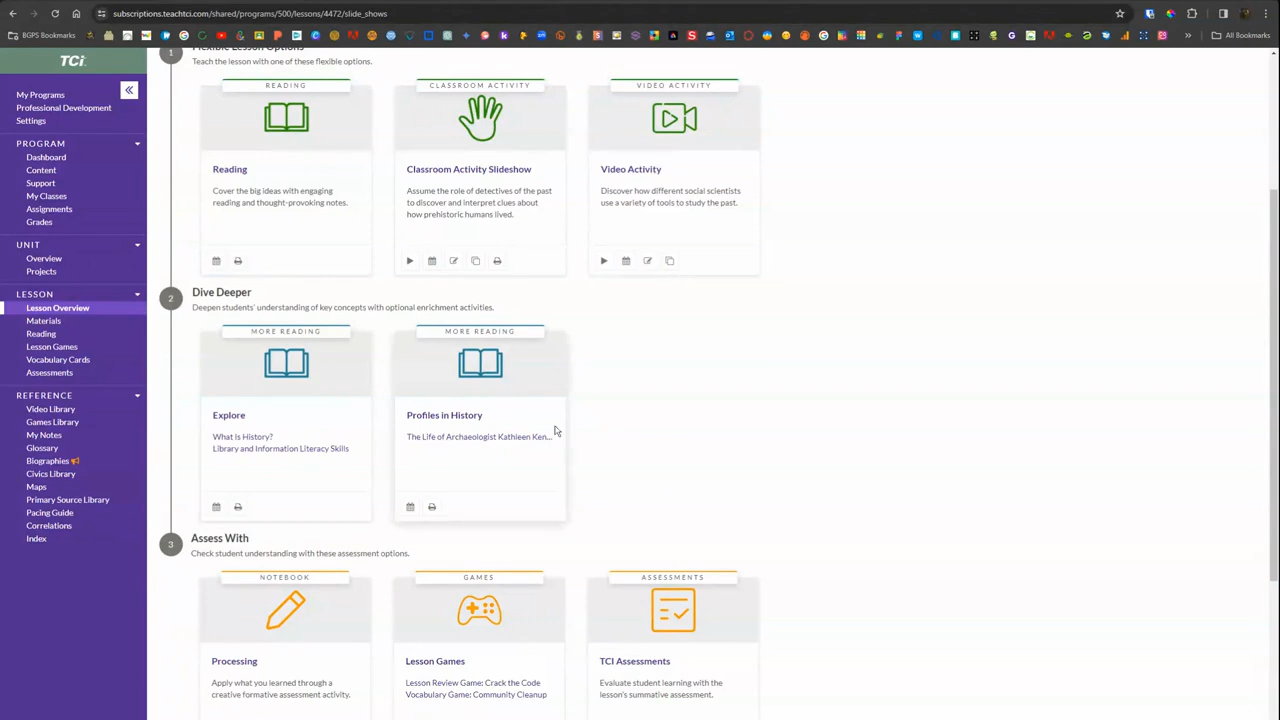 subscriptions.teachtci.com/shared/programs/500/lessons/4472/slide_shows
BGPS Bookmarks
All Bookmarks
TCi
My Programs
Professional Development
Settings
PROGRAM
Dashboard
Content
Support
My Classes
Assignments
Grades
UNIT
Overview
Projects
LESSON
Lesson Overview
Materials
Reading
Lesson Games
Vocabulary Cards
Assessments
REFERENCE
Video Library
Games Library
My Notes
Glossary
Biographies
Civics Library
Maps
Primary Source Library
Pacing Guide
Correlations
Index
1
Flexible Lesson Options
Teach the lesson with one of these flexible options.
READING
Reading
Cover the big ideas with engaging
reading and thought-provoking notes.
CLASSROOM ACTIVITY
Classroom Activity Slideshow
Assume the role of detectives of the past
to discover and interpret clues about
how prehistoric humans lived.
VIDEO ACTIVITY
Video Activity
Discover how different social scientists
use a variety of tools to study the past.
2
Dive Deeper
Deepen students' understanding of key concepts with optional enrichment activities.
MORE READING
Explore
What Is History?
Library and Information Literacy Skills
MORE READING
Profiles in History
The Life of Archaeologist Kathleen Ken...
3
Assess With
Check student understanding with these assessment options.
NOTEBOOK
Processing
Apply what you learned through a
creative formative assessment activity.
GAMES
Lesson Games
Lesson Review Game: Crack the Code
Vocabulary Game: Community Cleanup
ASSESSMENTS
TCI Assessments
Evaluate student learning with the
lesson's summative assessment.